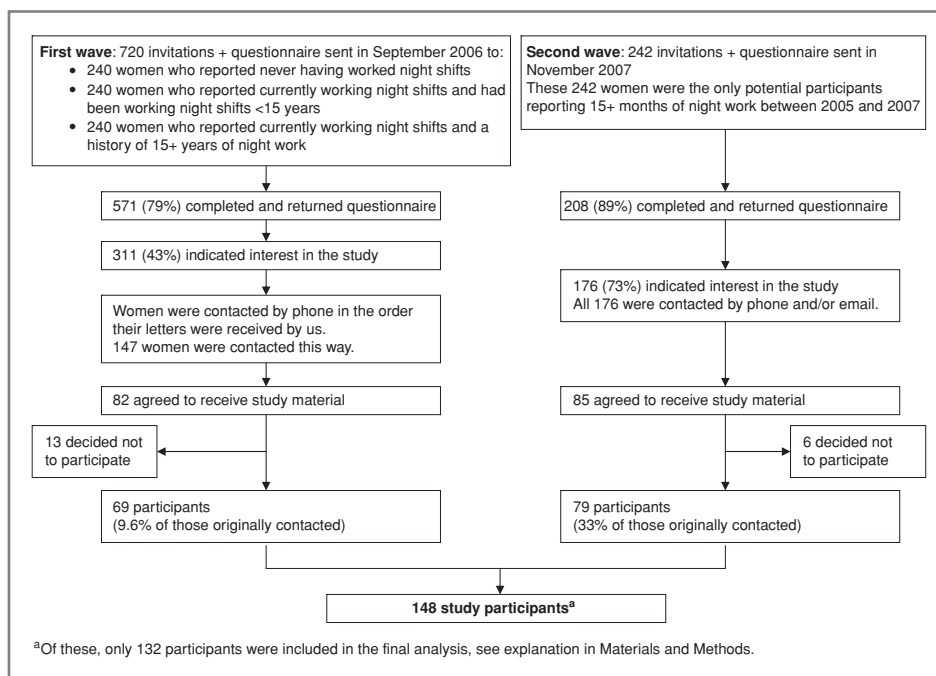 First wave: 720 invitations + questionnaire sent in September 2006 to:
• 240 women who reported never having worked night shifts
• 240 women who reported currently working night shifts and had
been working night shifts <15 years
• 240 women who reported currently working night shifts and a
history of 15+ years of night work
Second wave: 242 invitations + questionnaire sent in
November 2007
These 242 women were the only potential participants
reporting 15+ months of night work between 2005 and 2007
571 (79%) completed and returned questionnaire
208 (89%) completed and returned questionnaire
311 (43%) indicated interest in the study
176 (73%) indicated interest in the study
All 176 were contacted by phone and/or email.
Women were contacted by phone in the order
their letters were received by us.
147 women were contacted this way.
82 agreed to receive study material
85 agreed to receive study material
13 decided not
to participate
6 decided not
to participate
69 participants
(9.6% of those originally contacted)
79 participants
(33% of those originally contacted)
148 study participantsᵃ
ᵃOf these, only 132 participants were included in the final analysis, see explanation in Materials and Methods.